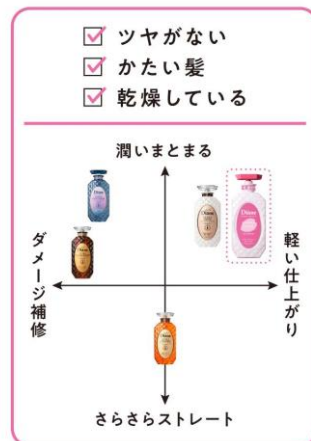 ツヤがない
かたい髪
乾燥している
潤いまとまる
ダメージ補修
軽い仕上がり
さらさらストレート
Diane
Diane